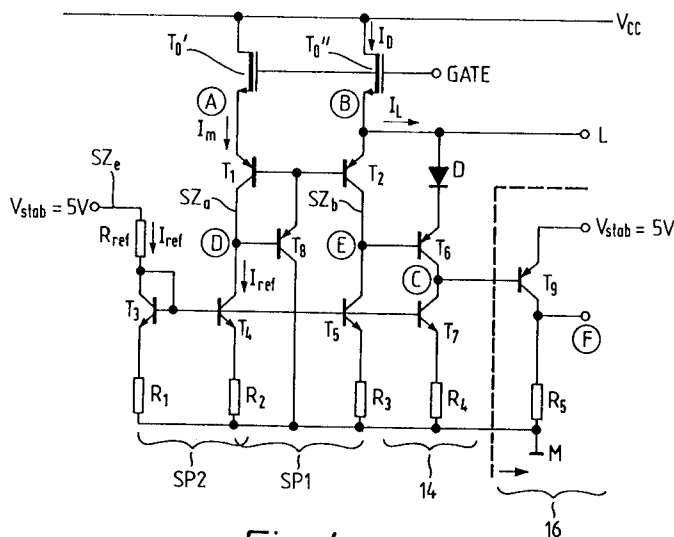 V_CC
T_0' T_0'' I_D
GATE
A B
I_m I_L L
SZ_e
T_1 T_2 D
V_stab = 5V SZ_a SZ_b V_stab = 5V
R_ref I_ref D T_8 E T_6
I_ref C T_9
T_3 T_4 T_5 T_7 F
R_1 R_2 R_3 R_4 R_5
M
SP2 SP1 14 16